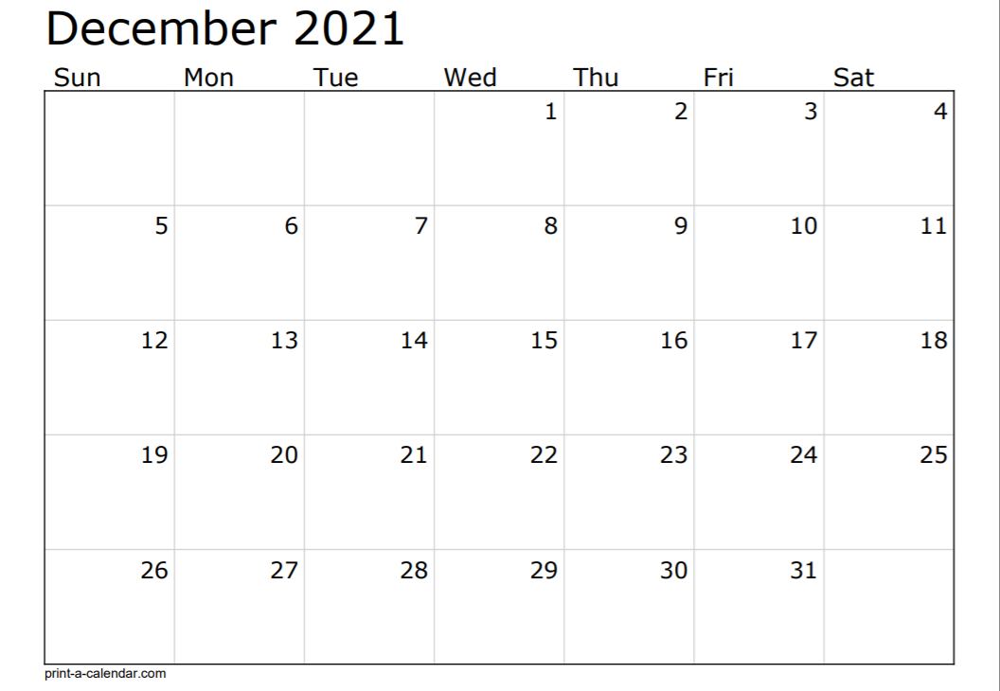 December 2021
Sun Mon Tue Wed Thu Fri Sat
1 2 3 4
5 6 7 8 9 10 11
12 13 14 15 16 17 18
19 20 21 22 23 24 25
26 27 28 29 30 31
print-a-calendar.com